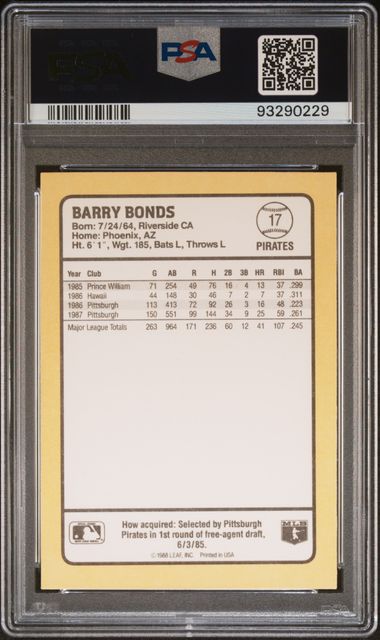 PSA
PSA
93290229
BARRY BONDS
Born: 7/24/64, Riverside CA
Home: Phoenix, AZ
Ht. 6'1", Wgt. 185, Bats L, Throws L
17
PIRATES
Year Club G AB R H 2B 3B HR RBI BA
1985 Prince William 71 254 49 76 16 4 13 37 .299
1986 Hawaii 44 148 30 46 7 2 7 37 .311
1986 Pittsburgh 113 413 72 92 26 3 16 48 .223
1987 Pittsburgh 150 551 99 144 34 9 25 59 .261
Major League Totals 263 964 171 236 60 12 41 107 .245
How acquired: Selected by Pittsburgh
Pirates in 1st round of free-agent draft,
6/3/85.
© 1988 LEAF, INC. Printed in USA
MLB